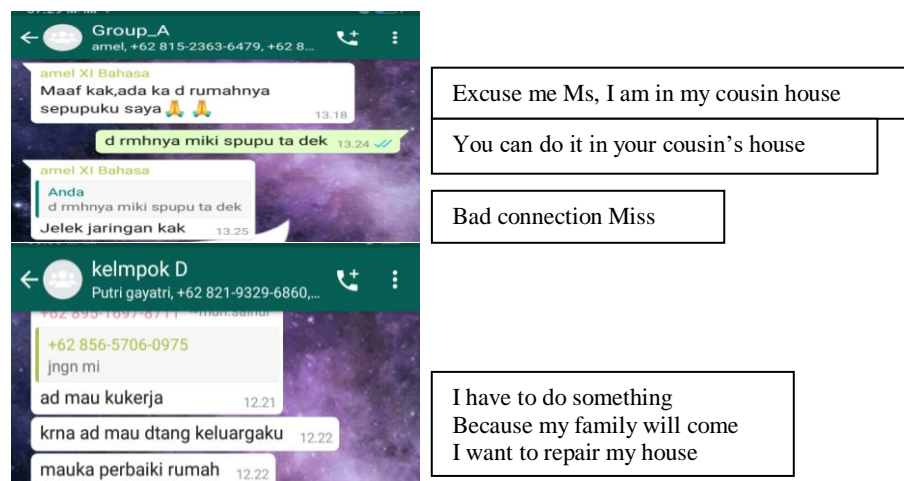 Group_A
amel, +62 815-2363-6479, +62 8...
amel XI Bahasa
Maaf kak,ada ka d rumahnya
sepupuku saya 🙏 🙏
13.18
Excuse me Ms, I am in my cousin house
d rmhnya miki spupu ta dek 13.24
You can do it in your cousin's house
amel XI Bahasa
Anda
d rmhnya miki spupu ta dek
Jelek jaringan kak 13.25
Bad connection Miss
kelmpok D
Putri gayatri, +62 821-9329-6860,...
+62 856-5706-0975
jngn mi
ad mau kukerja 12.21
krna ad mau dtang keluargaku 12.22
mauka perbaiki rumah 12.22
I have to do something
Because my family will come
I want to repair my house